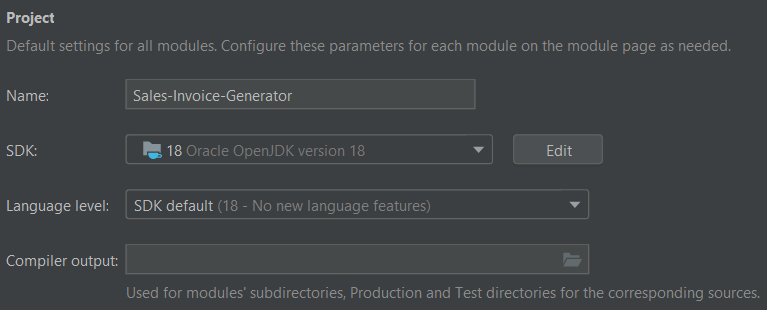 Project
Default settings for all modules. Configure these parameters for each module on the module page as needed.
Name: Sales-Invoice-Generator
SDK: 18 Oracle OpenJDK version 18 Edit
Language level: SDK default (18 - No new language features)
Compiler output:
Used for modules' subdirectories, Production and Test directories for the corresponding sources.